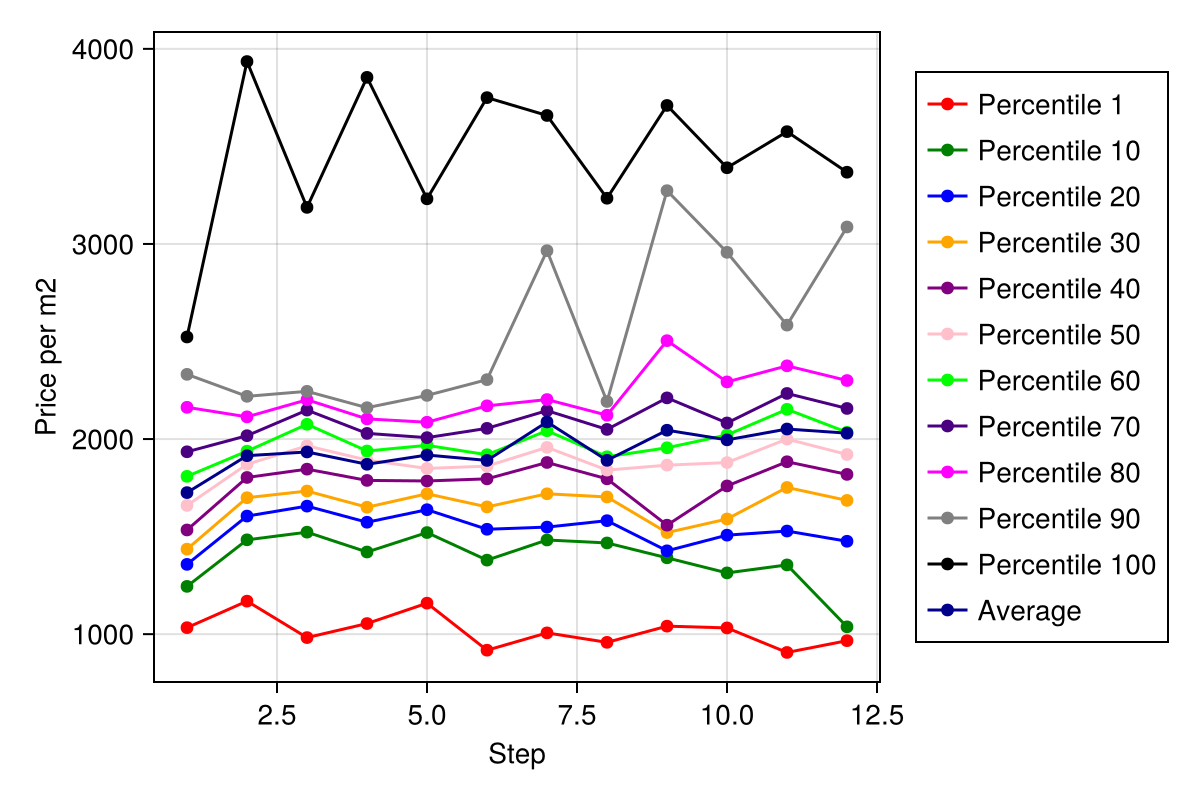 4000
3000
2000
1000
Price per m2
2.5
5.0
7.5
10.0
12.5
Step
Percentile 1
Percentile 10
Percentile 20
Percentile 30
Percentile 40
Percentile 50
Percentile 60
Percentile 70
Percentile 80
Percentile 90
Percentile 100
Average